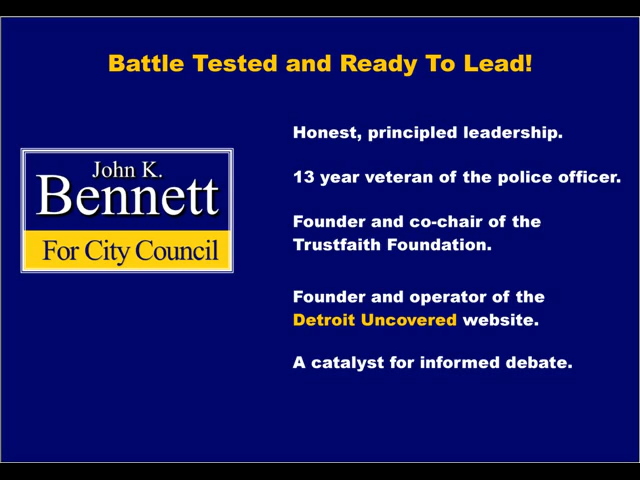 Battle Tested and Ready To Lead!
John K.
Bennett
For City Council
Honest, principled leadership.
13 year veteran of the police officer.
Founder and co-chair of the
Trustfaith Foundation.
Founder and operator of the
Detroit Uncovered website.
A catalyst for informed debate.